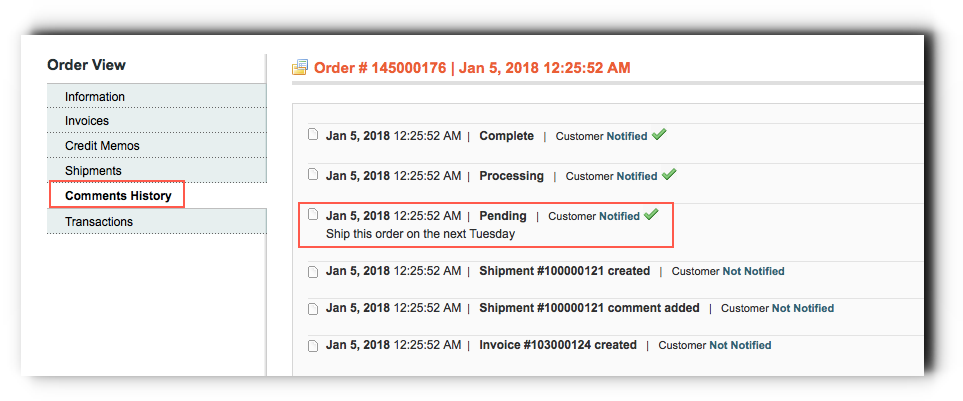 Order View
Information
Invoices
Credit Memos
Shipments
Comments History
Transactions
Order # 145000176 | Jan 5, 2018 12:25:52 AM
Jan 5, 2018 12:25:52 AM | Complete | Customer Notified
Jan 5, 2018 12:25:52 AM | Processing | Customer Notified
Jan 5, 2018 12:25:52 AM | Pending | Customer Notified
Ship this order on the next Tuesday
Jan 5, 2018 12:25:52 AM | Shipment #100000121 created | Customer Not Notified
Jan 5, 2018 12:25:52 AM | Shipment #100000121 comment added | Customer Not Notified
Jan 5, 2018 12:25:52 AM | Invoice #103000124 created | Customer Not Notified